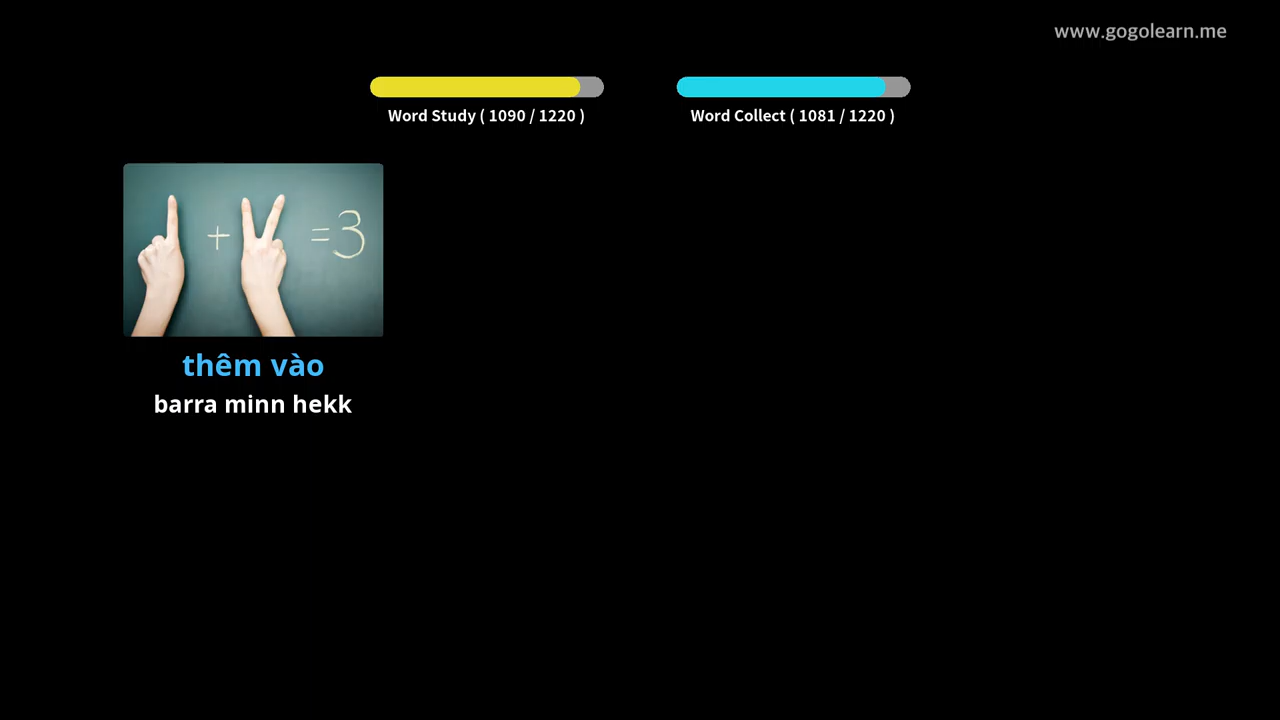 www.gogolearn.me
Word Study ( 1090 / 1220 )
Word Collect ( 1081 / 1220 )
+ =3
thêm vào
barra minn hekk